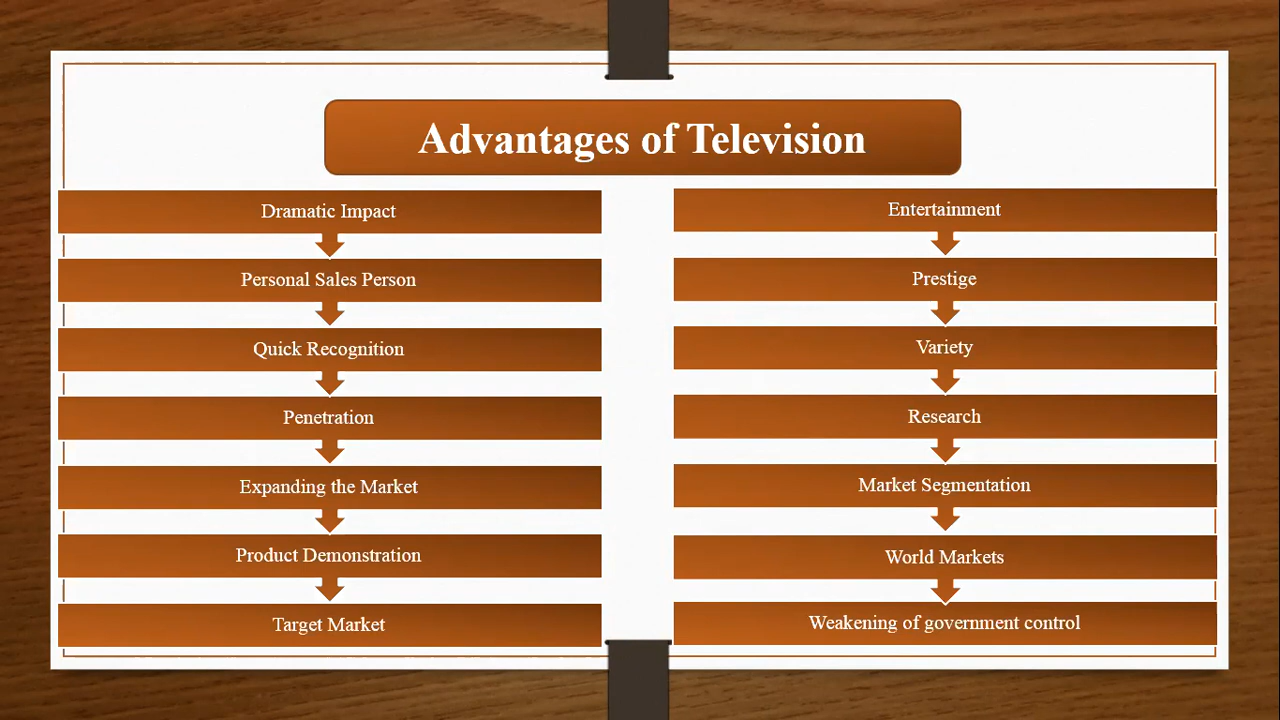 Advantages of Television
Dramatic Impact
Personal Sales Person
Quick Recognition
Penetration
Expanding the Market
Product Demonstration
Target Market
Entertainment
Prestige
Variety
Research
Market Segmentation
World Markets
Weakening of government control